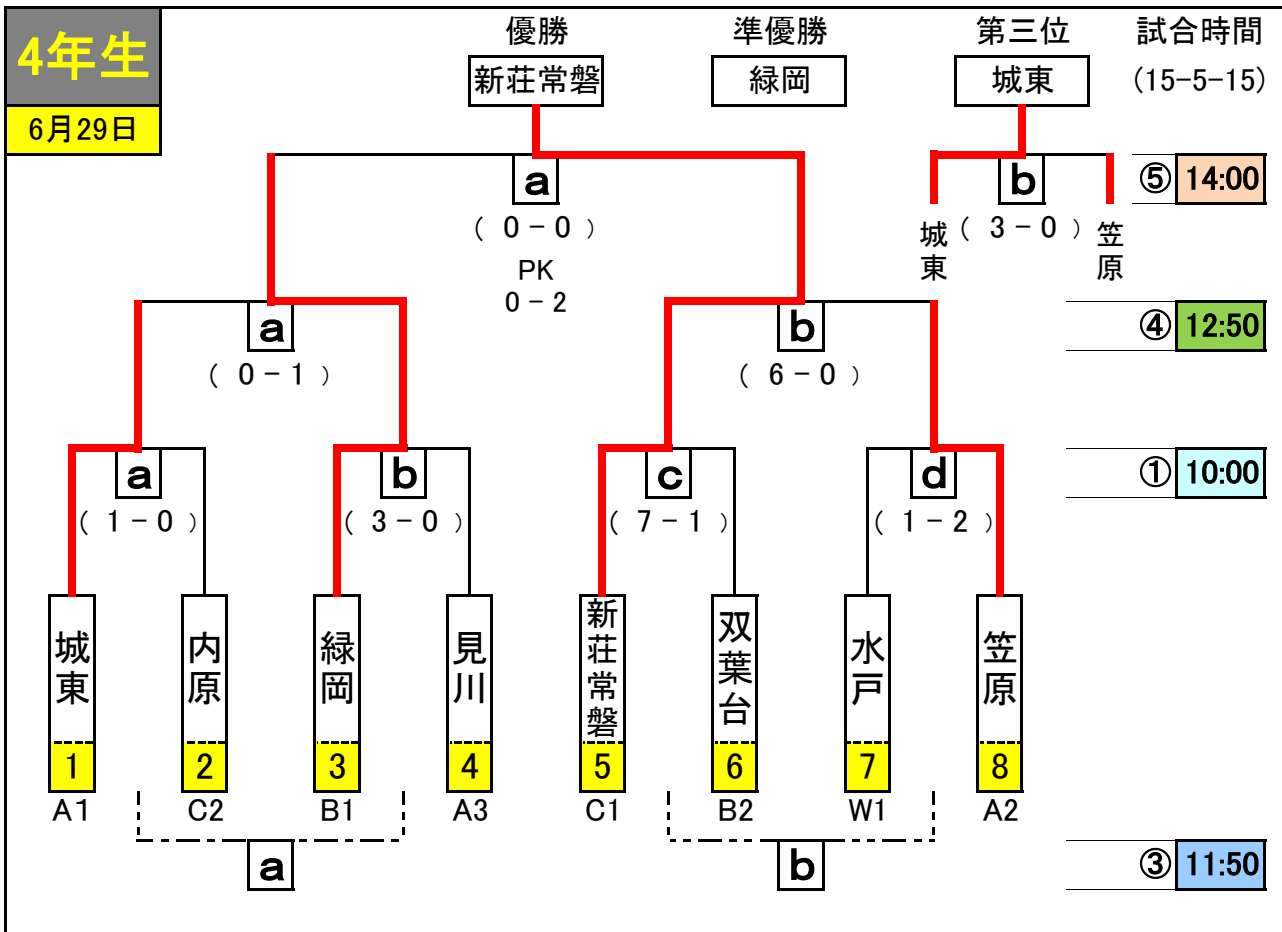 4年生
6月29日
優勝
準優勝
第三位
試合時間
新荘常磐
緑岡
城東
(15-5-15)
a
b
⑤ 14:00
( 0-0 )
PK
0-2
城東
( 3-0 )
笠原
a
b
④ 12:50
( 0-1 )
( 6-0 )
a
b
c
d
① 10:00
( 1-0 )
( 3-0 )
( 7-1 )
( 1-2 )
城東
内原
緑岡
見川
新荘常磐
双葉台
水戸
笠原
1
2
3
4
5
6
7
8
A1
C2
B1
A3
C1
B2
W1
A2
a
b
③ 11:50